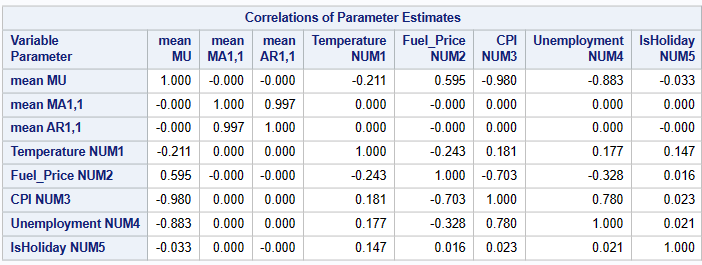 Correlations of Parameter Estimates
Variable Parameter mean MU mean MA1,1 mean AR1,1 Temperature NUM1 Fuel_Price NUM2 CPI NUM3 Unemployment NUM4 IsHoliday NUM5
mean MU 1.000 -0.000 -0.000 -0.211 0.595 -0.980 -0.883 -0.033
mean MA1,1 -0.000 1.000 0.997 0.000 -0.000 0.000 0.000 0.000
mean AR1,1 -0.000 0.997 1.000 0.000 -0.000 0.000 0.000 -0.000
Temperature NUM1 -0.211 0.000 0.000 1.000 -0.243 0.181 0.177 0.147
Fuel_Price NUM2 0.595 -0.000 -0.000 -0.243 1.000 -0.703 -0.328 0.016
CPI NUM3 -0.980 0.000 0.000 0.181 -0.703 1.000 0.780 0.023
Unemployment NUM4 -0.883 0.000 0.000 0.177 -0.328 0.780 1.000 0.021
IsHoliday NUM5 -0.033 0.000 -0.000 0.147 0.016 0.023 0.021 1.000